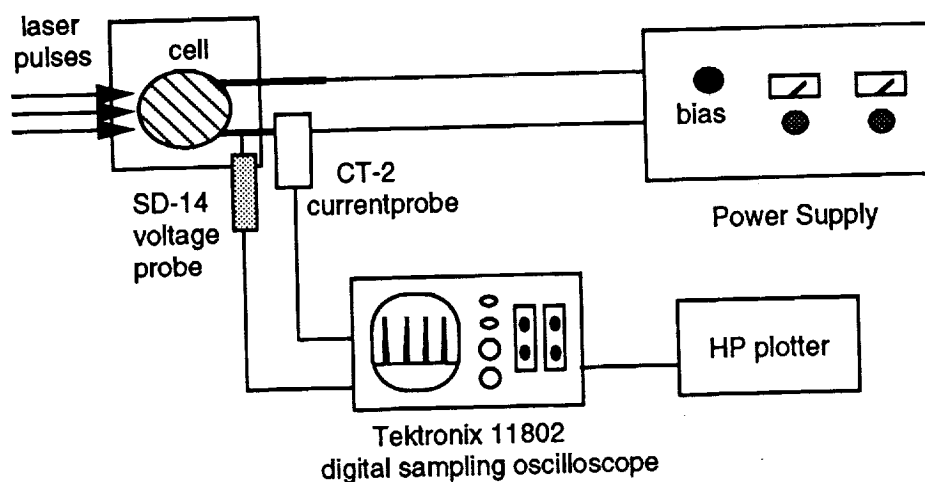 laser
pulses
cell
bias
SD-14
voltage
probe
CT-2
currentprobe
Power Supply
HP plotter
Tektronix 11802
digital sampling oscilloscope